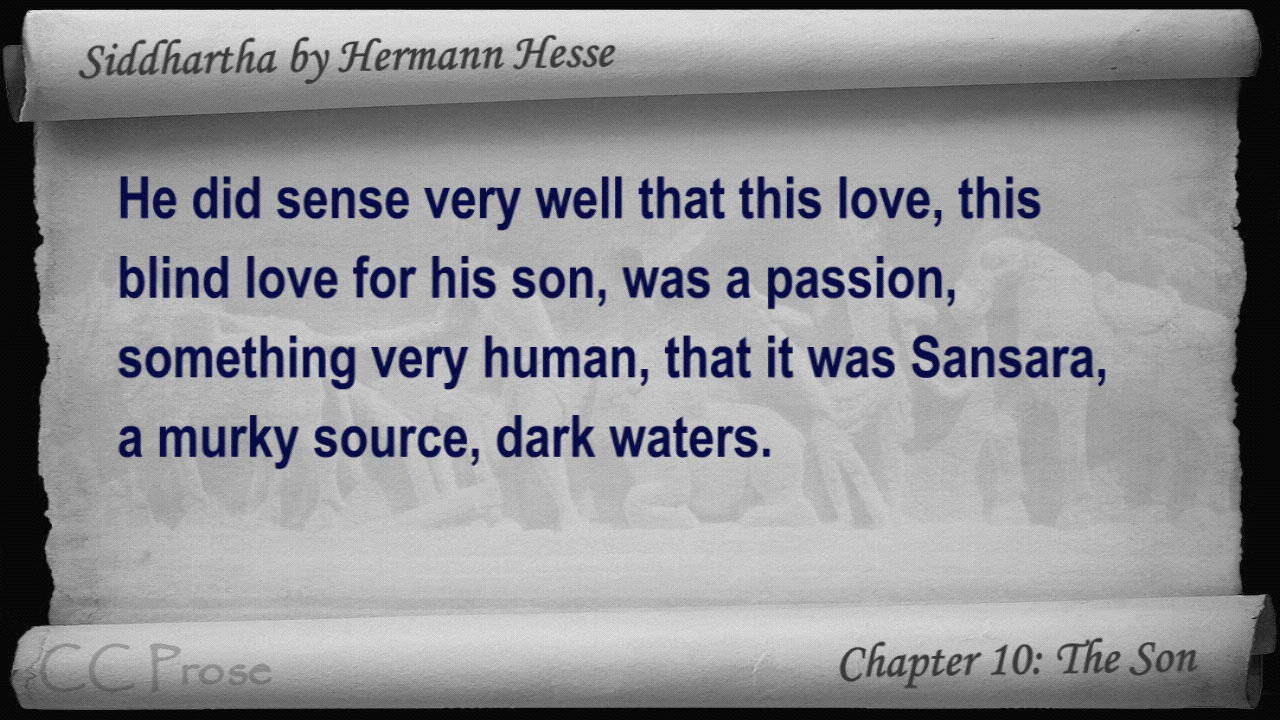 Siddhartha by Hermann Hesse
He did sense very well that this love, this
blind love for his son, was a passion,
something very human, that it was Sansara,
a murky source, dark waters.
CC Prose
Chapter 10: The Son